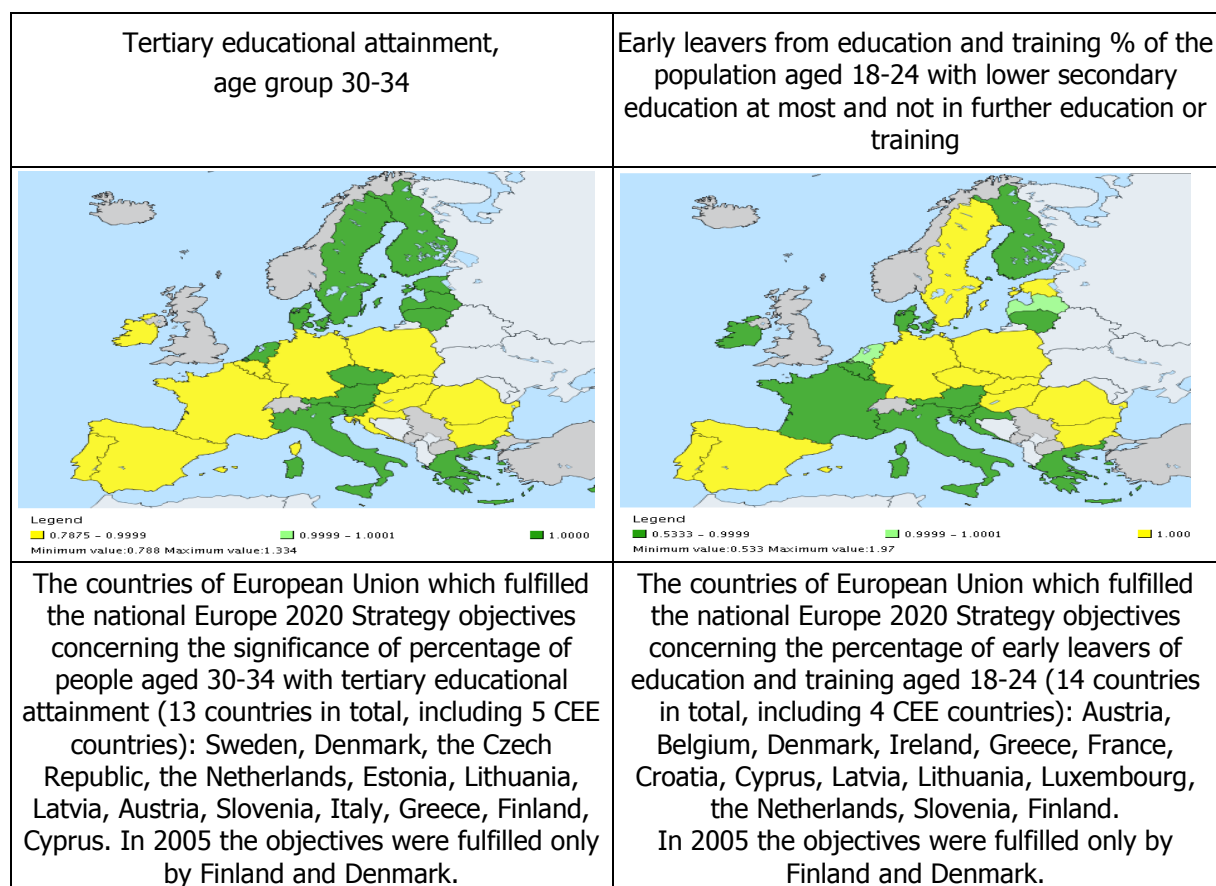 Tertiary educational attainment,
age group 30-34
Early leavers from education and training % of the
population aged 18-24 with lower secondary
education at most and not in further education or
training
Legend
0.7875 - 0.9999 0.9999 - 1.0001 1.0000
Minimum value:0.788 Maximum value:1.334
Legend
0.5333 - 0.9999 0.9999 - 1.0001 1.000
Minimum value:0.533 Maximum value:1.97
The countries of European Union which fulfilled
the national Europe 2020 Strategy objectives
concerning the significance of percentage of
people aged 30-34 with tertiary educational
attainment (13 countries in total, including 5 CEE
countries): Sweden, Denmark, the Czech
Republic, the Netherlands, Estonia, Lithuania,
Latvia, Austria, Slovenia, Italy, Greece, Finland,
Cyprus. In 2005 the objectives were fulfilled only
by Finland and Denmark.
The countries of European Union which fulfilled
the national Europe 2020 Strategy objectives
concerning the percentage of early leavers of
education and training aged 18-24 (14 countries
in total, including 4 CEE countries): Austria,
Belgium, Denmark, Ireland, Greece, France,
Croatia, Cyprus, Latvia, Lithuania, Luxembourg,
the Netherlands, Slovenia, Finland.
In 2005 the objectives were fulfilled only by
Finland and Denmark.